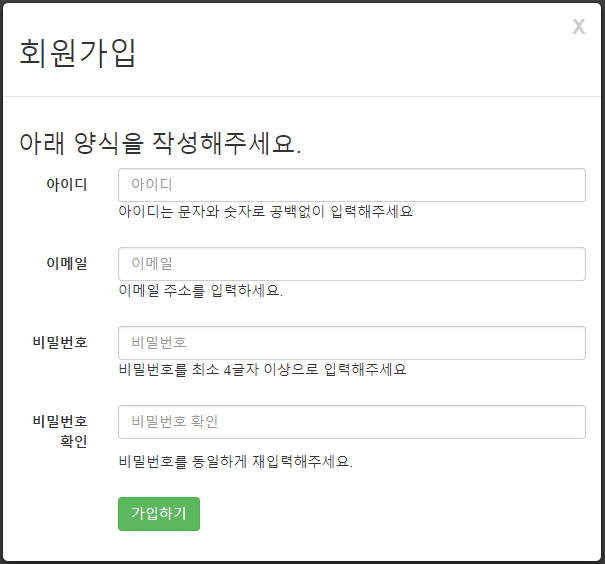 X
회원가입
아래 양식을 작성해주세요.
아이디
아이디
아이디는 문자와 숫자로 공백없이 입력해주세요
이메일
이메일
이메일 주소를 입력하세요.
비밀번호
비밀번호
비밀번호를 최소 4글자 이상으로 입력해주세요
비밀번호
확인
비밀번호 확인
비밀번호를 동일하게 재입력해주세요.
가입하기